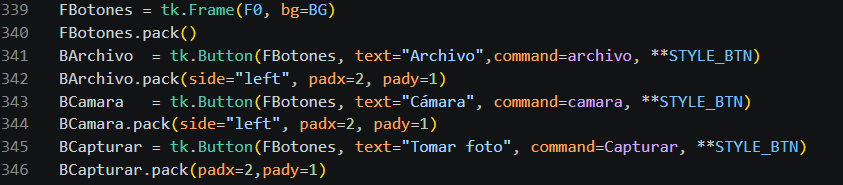 339 FBotones = tk.Frame(F0, bg=BG)
340 FBotones.pack()
341 BArchivo  = tk.Button(FBotones, text="Archivo",command=archivo, **STYLE_BTN)
342 BArchivo.pack(side="left", padx=2, pady=1)
343 BCamara   = tk.Button(FBotones, text="Cámara", command=camara, **STYLE_BTN)
344 BCamara.pack(side="left", padx=2, pady=1)
345 BCapturar = tk.Button(FBotones, text="Tomar foto", command=Capturar, **STYLE_BTN)
346 BCapturar.pack(padx=2,pady=1)